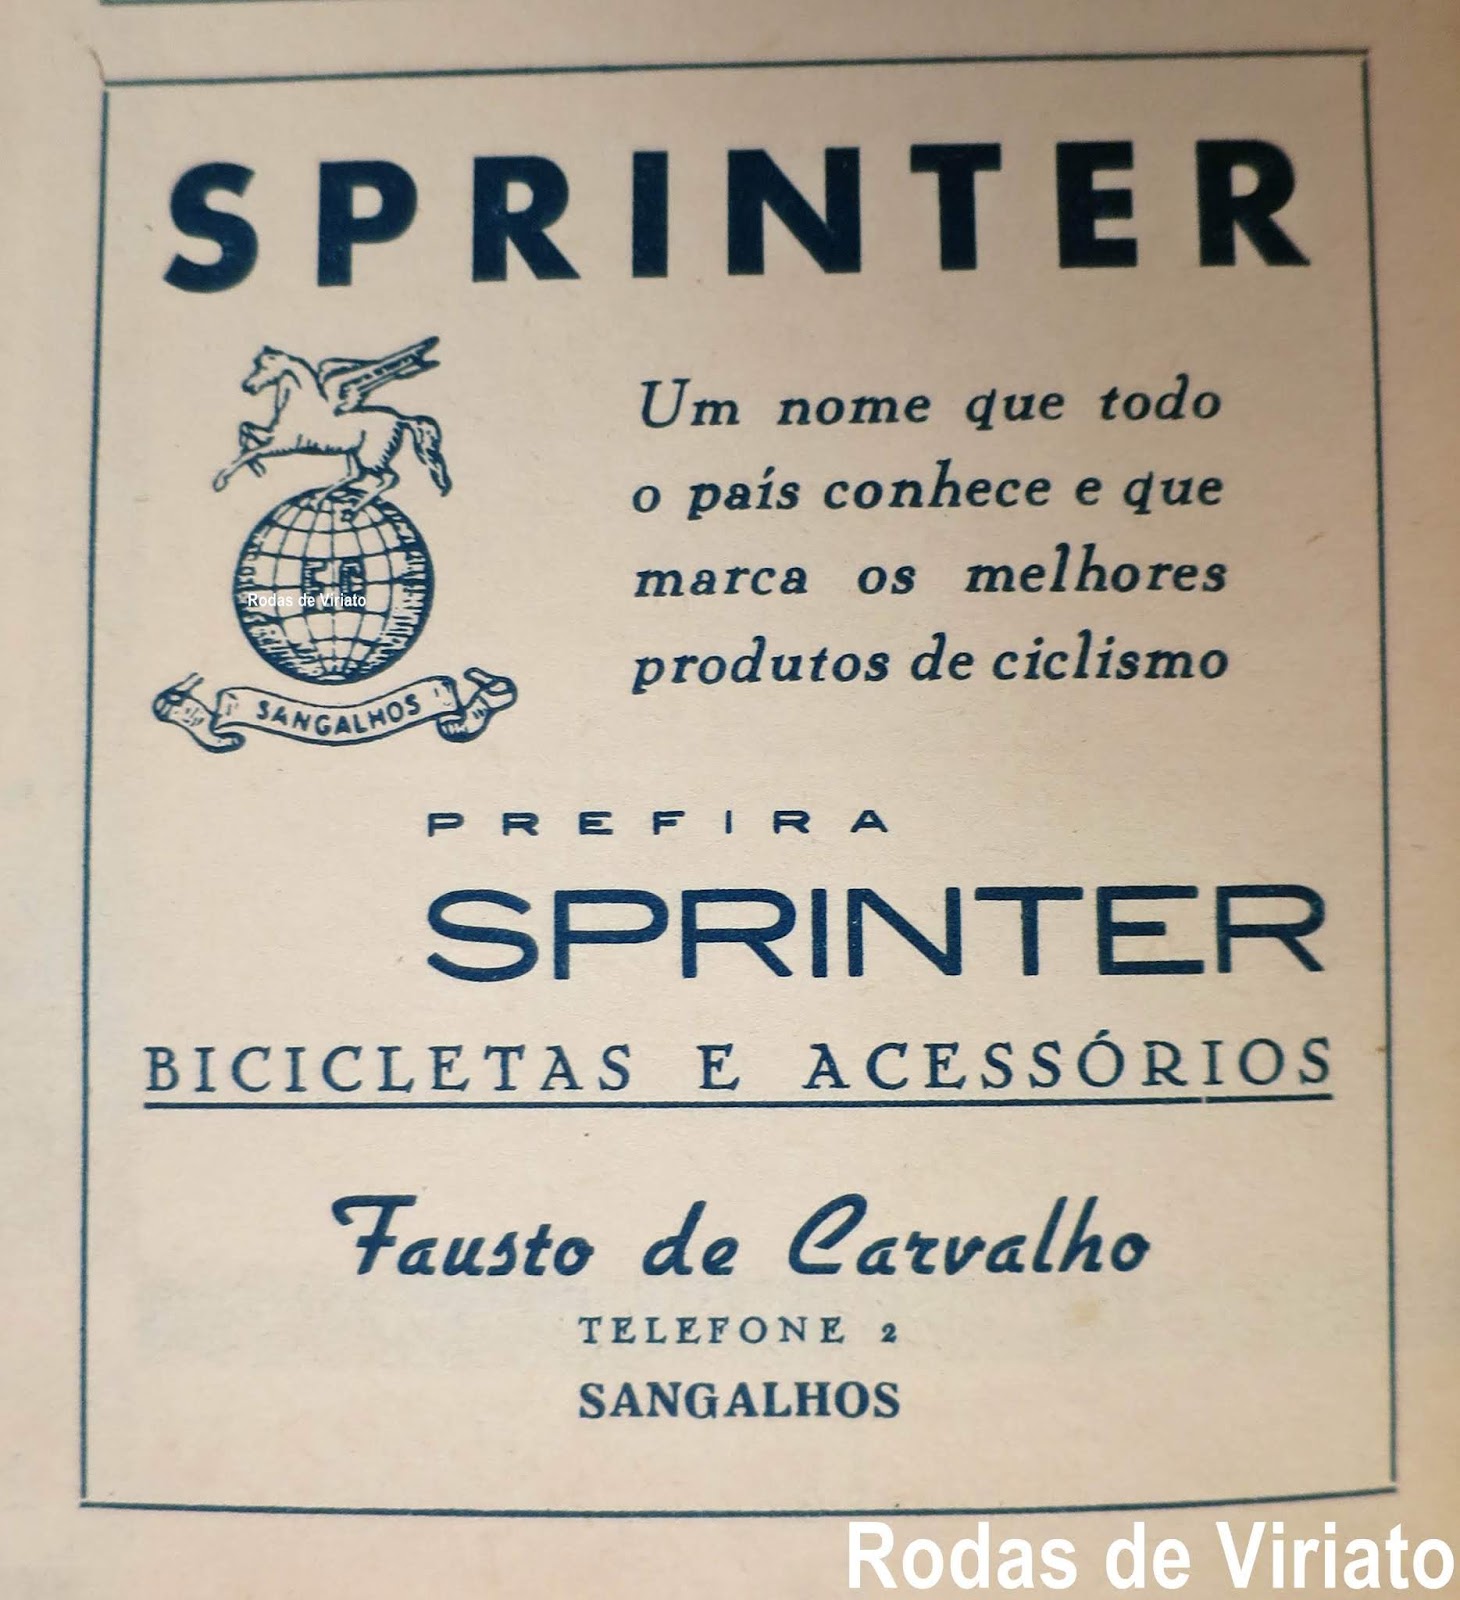 SPRINTER
Um nome que todo
o país conhece e que
marca os melhores
produtos de ciclismo
Rodas de Viriato
SANGALHOS
PREFIRA
SPRINTER
BICICLETAS E ACESSÓRIOS
Fausto de Carvalho
TELEFONE 2
SANGALHOS
Rodas de Viriato